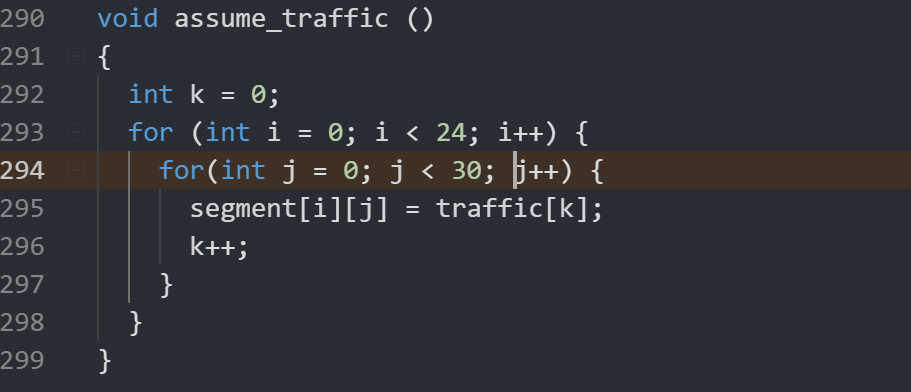 290 void assume_traffic ()
291 {
292   int k = 0;
293   for (int i = 0; i < 24; i++) {
294     for(int j = 0; j < 30; j++) {
295       segment[i][j] = traffic[k];
296       k++;
297     }
298   }
299 }